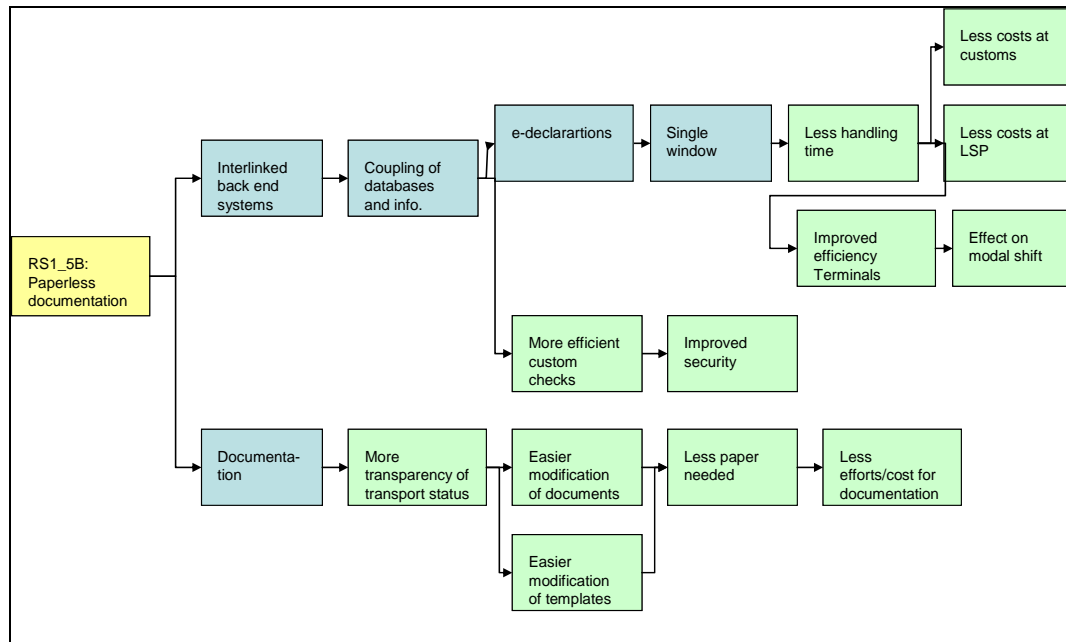 Less costs at
customs
e-declarartions
Single
window
Less handling
time
Less costs at
LSP
Interlinked
back end
systems
Coupling of
databases
and info.
Improved
efficiency
Terminals
Effect on
modal shift
RS1_5B:
Paperless
documentation
More efficient
custom
checks
Improved
security
Documenta-
tion
More
transparency of
transport status
Easier
modification
of documents
Less paper
needed
Less
efforts/cost for
documentation
Easier
modification
of templates